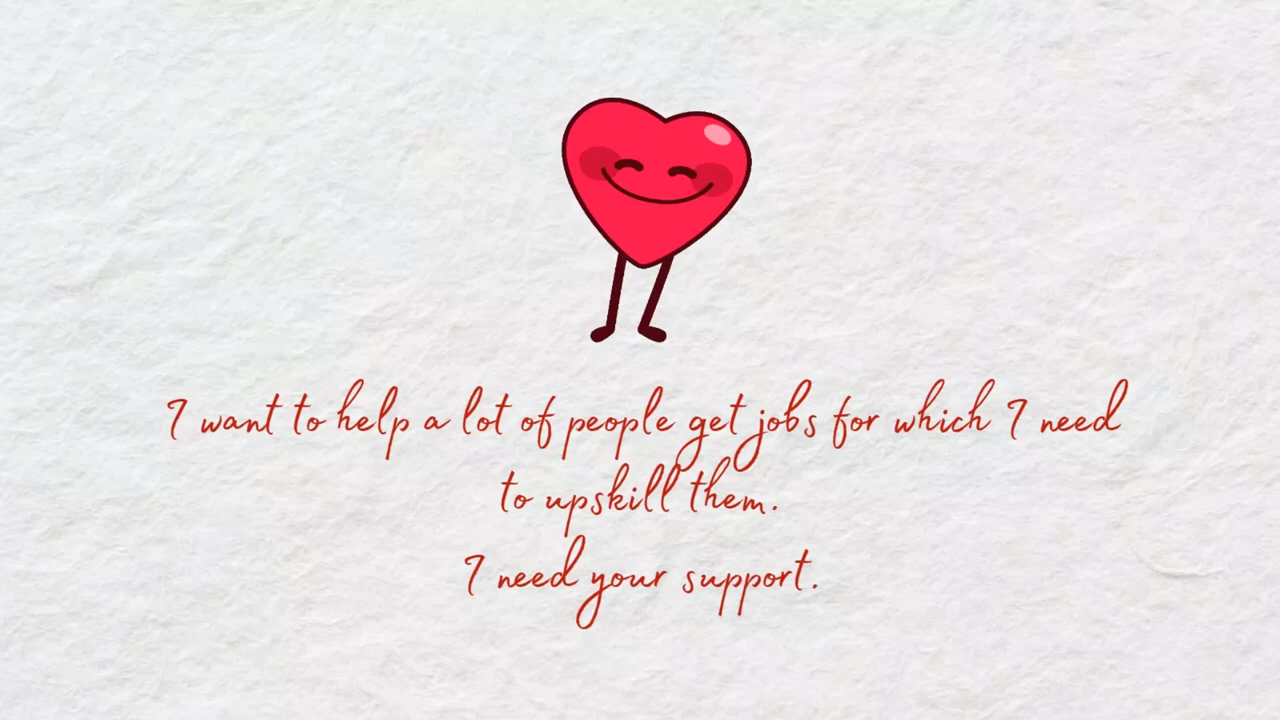 I want to help a lot of people get jobs for which I need
to upskill them.
I need your support.